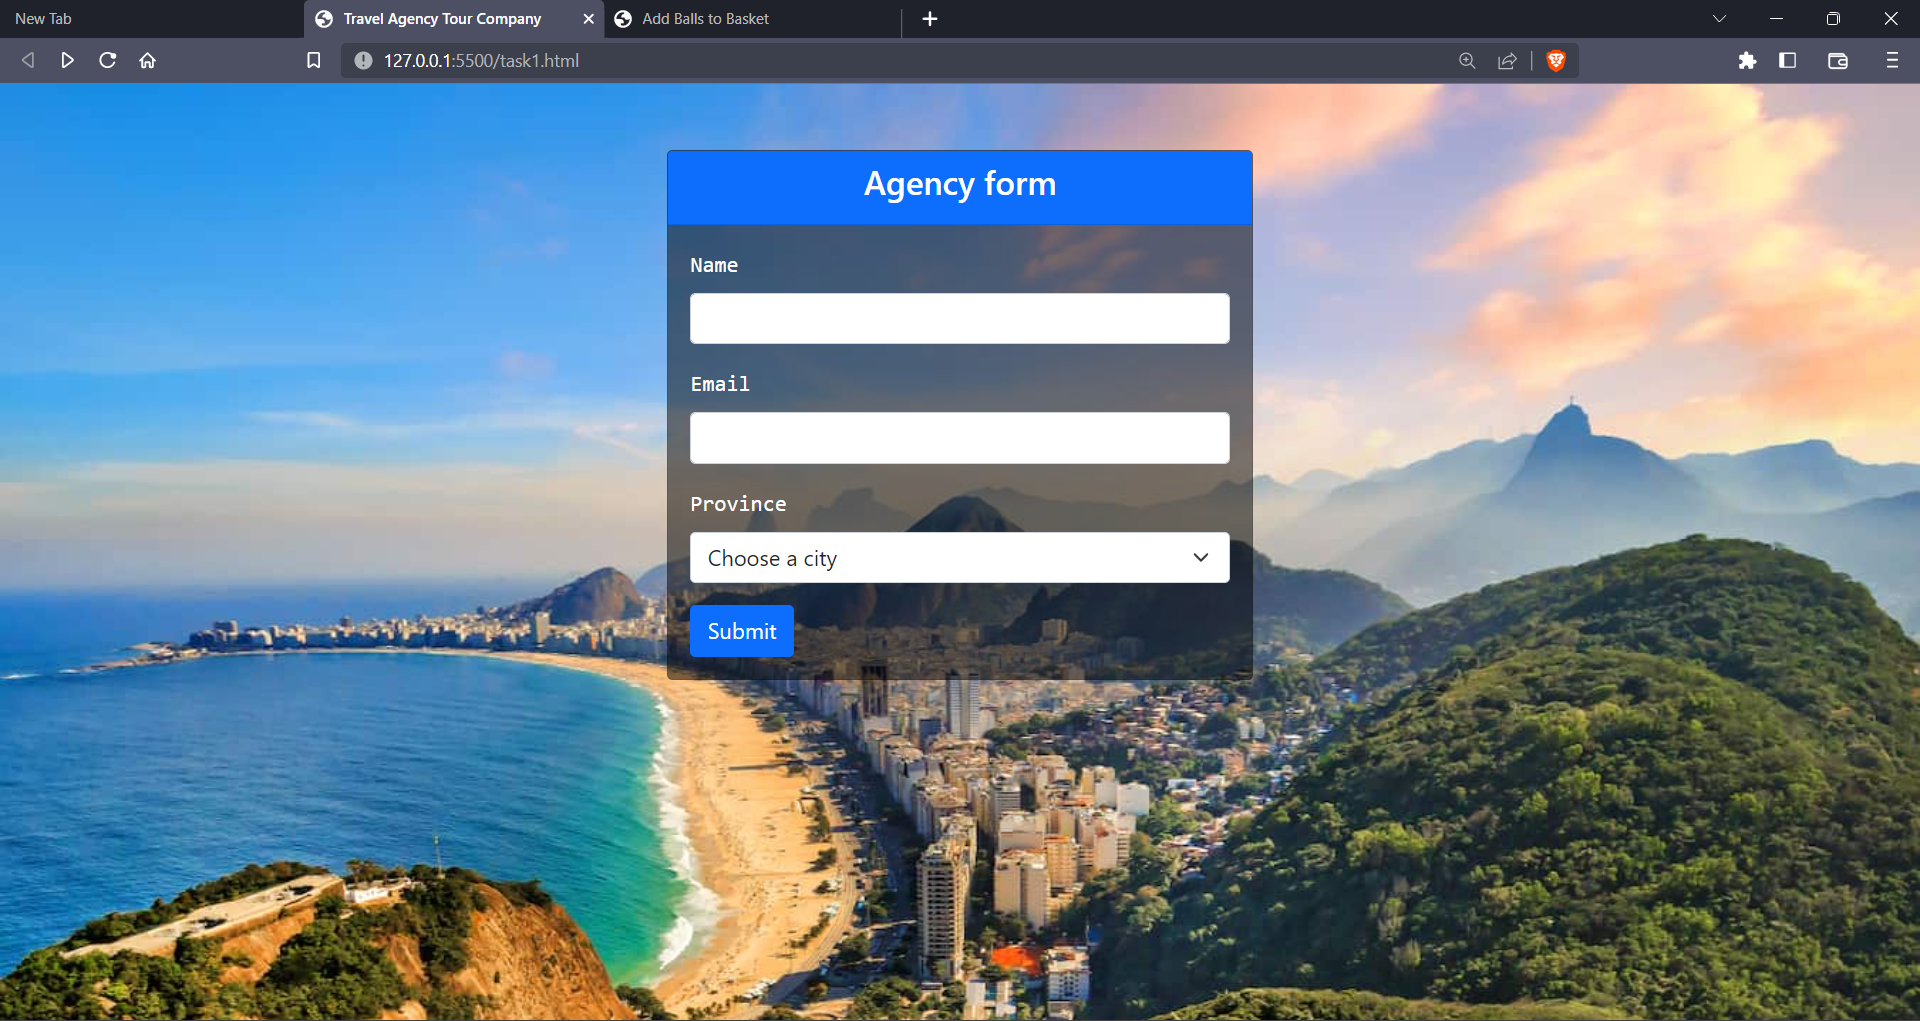 New Tab
Travel Agency Tour Company
Add Balls to Basket
127.0.0.1:5500/task1.html
Agency form
Name
Email
Province
Choose a city
Submit